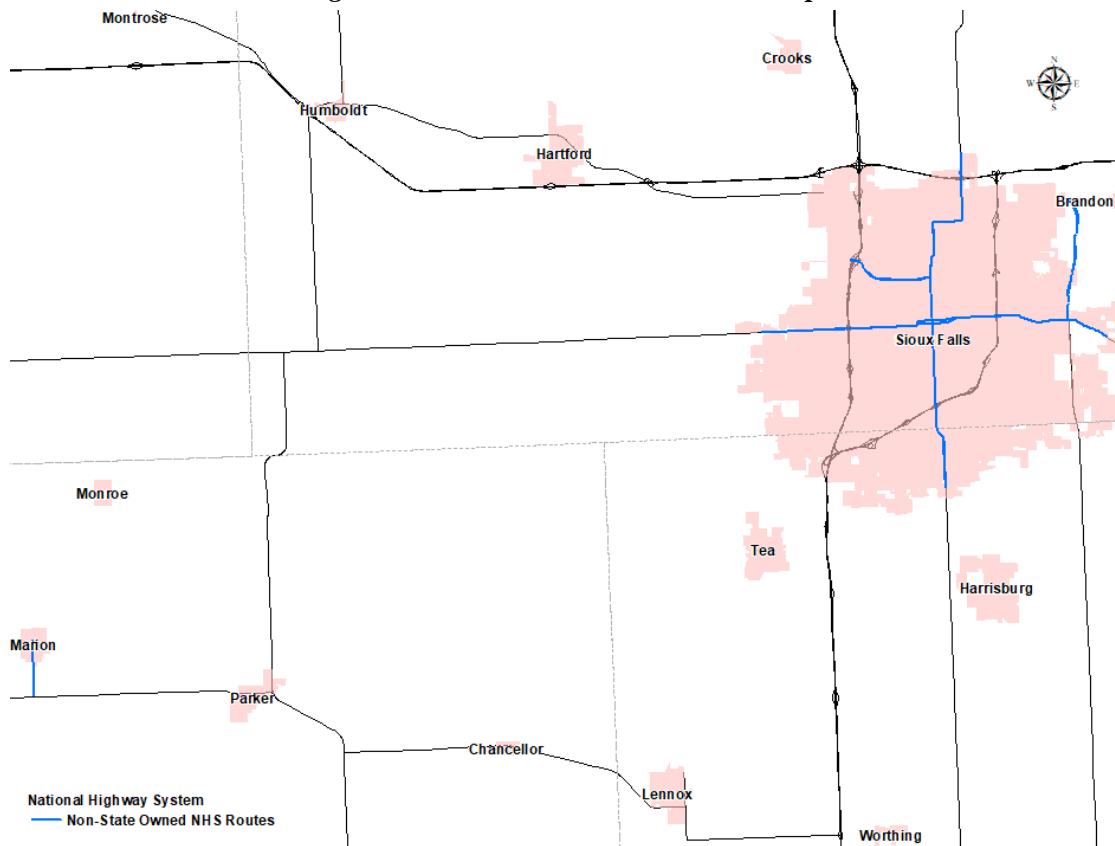 Montrose
Crooks
N
W
E
S
Humboldt
Hartford
Brandon
Sioux Falls
Monroe
Tea
Harrisburg
Marion
Parker
Chancellor
Lennox
Worthing
National Highway System
Non-State Owned NHS Routes